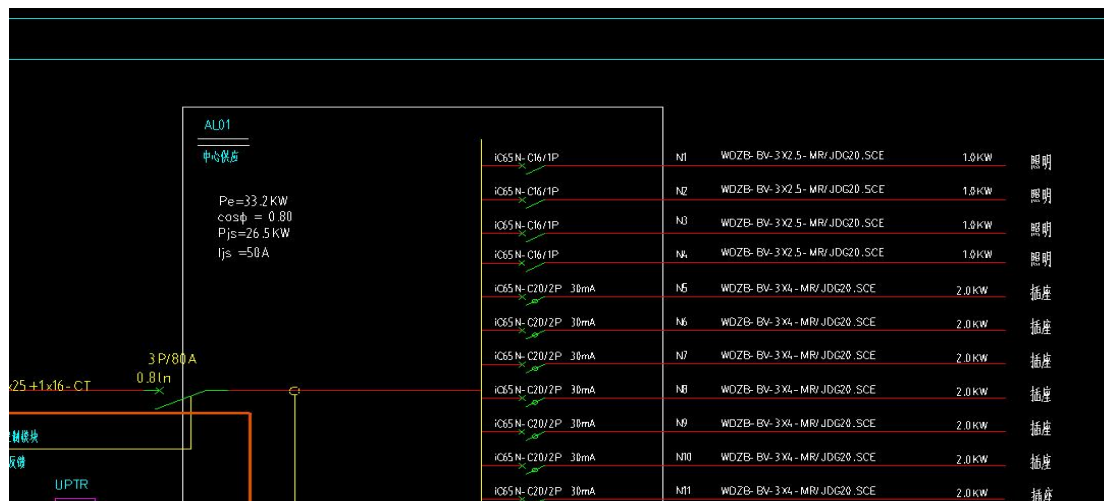 AL01
中心供应
Pe=33.2KW
cosφ = 0.80
Pjs=26.5KW
Ijs =50A
iC65N-C16/1P N1 WDZB-BV-3X2.5-MR/JDG20.SCE 1.0KW 照明
iC65N-C16/1P N2 WDZB-BV-3X2.5-MR/JDG20.SCE 1.0KW 照明
iC65N-C16/1P N3 WDZB-BV-3X2.5-MR/JDG20.SCE 1.0KW 照明
iC65N-C16/1P N4 WDZB-BV-3X2.5-MR/JDG20.SCE 1.0KW 照明
iC65N-C20/2P 30mA N5 WDZB-BV-3X4-MR/JDG20.SCE 2.0KW 插座
iC65N-C20/2P 30mA N6 WDZB-BV-3X4-MR/JDG20.SCE 2.0KW 插座
iC65N-C20/2P 30mA N7 WDZB-BV-3X4-MR/JDG20.SCE 2.0KW 插座
3P/80A
0.8In
x25+1x16-CT
iC65N-C20/2P 30mA N8 WDZB-BV-3X4-MR/JDG20.SCE 2.0KW 插座
iC65N-C20/2P 30mA N9 WDZB-BV-3X4-MR/JDG20.SCE 2.0KW 插座
制模块
反馈
iC65N-C20/2P 30mA N10 WDZB-BV-3X4-MR/JDG20.SCE 2.0KW 插座
UPTR
iC65N-C20/2P 30mA N11 WDZB-BV-3X4-MR/JDG20.SCE 2.0KW 插座